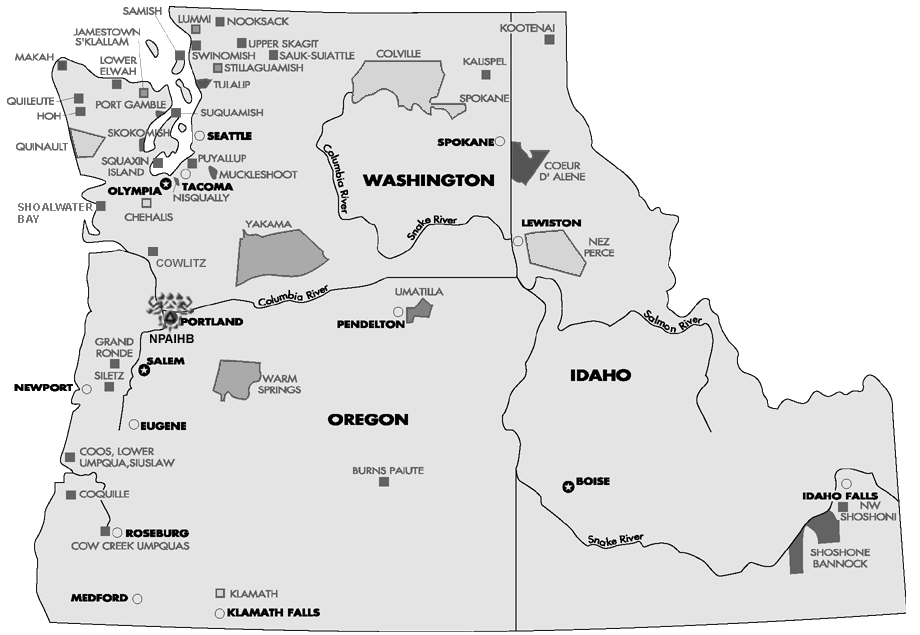 SAMISH
LUMMI
NOOKSACK
KOOTENAI
JAMESTOWN
S'KLALLAM
UPPER SKAGIT
SWINOMISH
SAUK-SUIATTLE
MAKAH
LOWER
ELWAH
STILLAGUAMISH
COLVILLE
KALISPEL
TULALIP
QUILEUTE
PORT GAMBLE
SPOKANE
HOH
SUQUAMISH
SKOKOMISH
SEATTLE
QUINAULT
SPOKANE
SQUAXIN
ISLAND
PUYALLUP
MUCKLESHOOT
COEUR
D' ALENE
OLYMPIA
TACOMA
NISQUALLY
WASHINGTON
Columbia River
SHOALWATER
BAY
CHEHALIS
YAKAMA
Snake River
LEWISTON
NEZ
PERCE
COWLITZ
Columbia River
UMATILLA
PORTLAND
NPAIHB
PENDELTON
Salmon River
GRAND
RONDE
SALEM
SILETZ
NEWPORT
WARM
SPRINGS
IDAHO
OREGON
EUGENE
COOS, LOWER
UMPQUA,SIUSLAW
BURNS PAIUTE
BOISE
COQUILLE
IDAHO FALLS
NW
SHOSHONI
ROSEBURG
COW CREEK UMPQUAS
Snake River
SHOSHONE
BANNOCK
KLAMATH
MEDFORD
KLAMATH FALLS